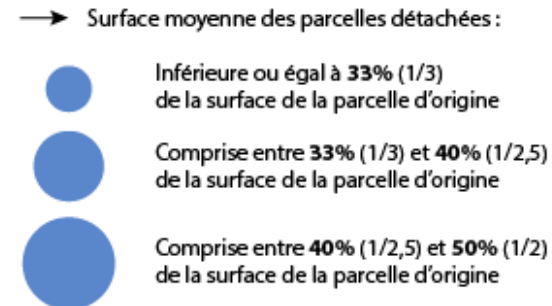 Surface moyenne des parcelles détachées :
Inférieure ou égal à 33% (1/3)
de la surface de la parcelle d'origine
Comprise entre 33% (1/3) et 40% (1/2,5)
de la surface de la parcelle d'origine
Comprise entre 40% (1/2,5) et 50% (1/2)
de la surface de la parcelle d'origine